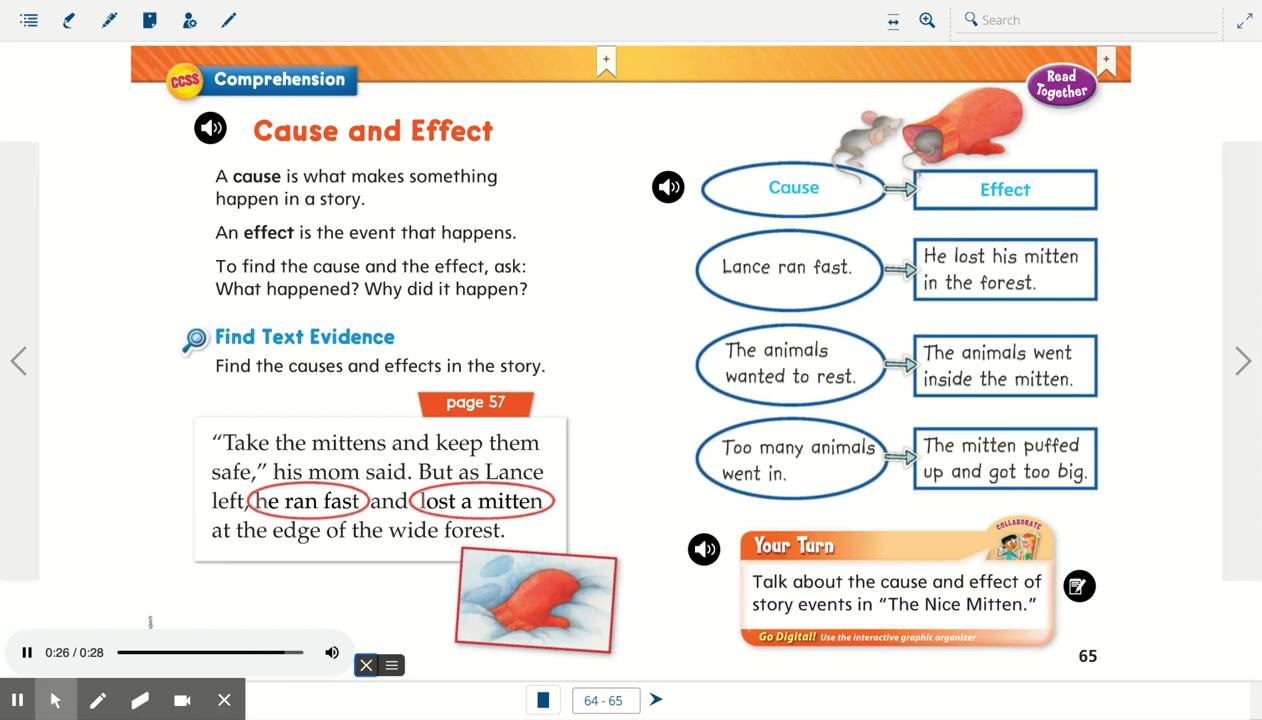 Search
CCSS
Comprehension
Read
Together
Cause and Effect
A cause is what makes something
happen in a story.
An effect is the event that happens.
To find the cause and the effect, ask:
What happened? Why did it happen?
Find Text Evidence
Find the causes and effects in the story.
page 57
“Take the mittens and keep them
safe,” his mom said. But as Lance
left, he ran fast and lost a mitten
at the edge of the wide forest.
Cause
Effect
Lance ran fast.
He lost his mitten
in the forest.
The animals
wanted to rest.
The animals went
inside the mitten.
Too many animals
went in.
The mitten puffed
up and got too big.
COLLABORATE
Your Turn
Talk about the cause and effect of
story events in “The Nice Mitten.”
Go Digital! Use the interactive graphic organizer
65
0:26 / 0:28
64 - 65